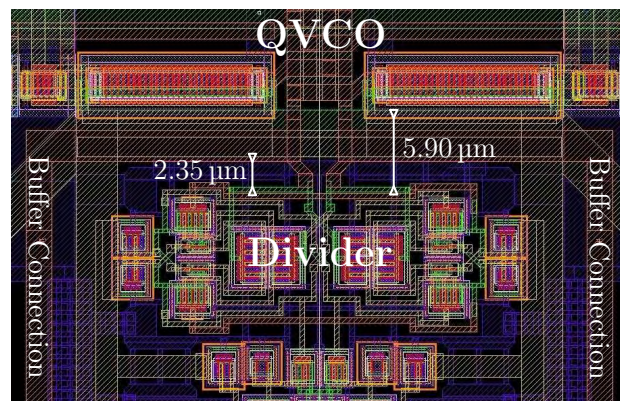 QVCO
5.90 µm
2.35 µm
Buffer Connection
Divider
Buffer Connection